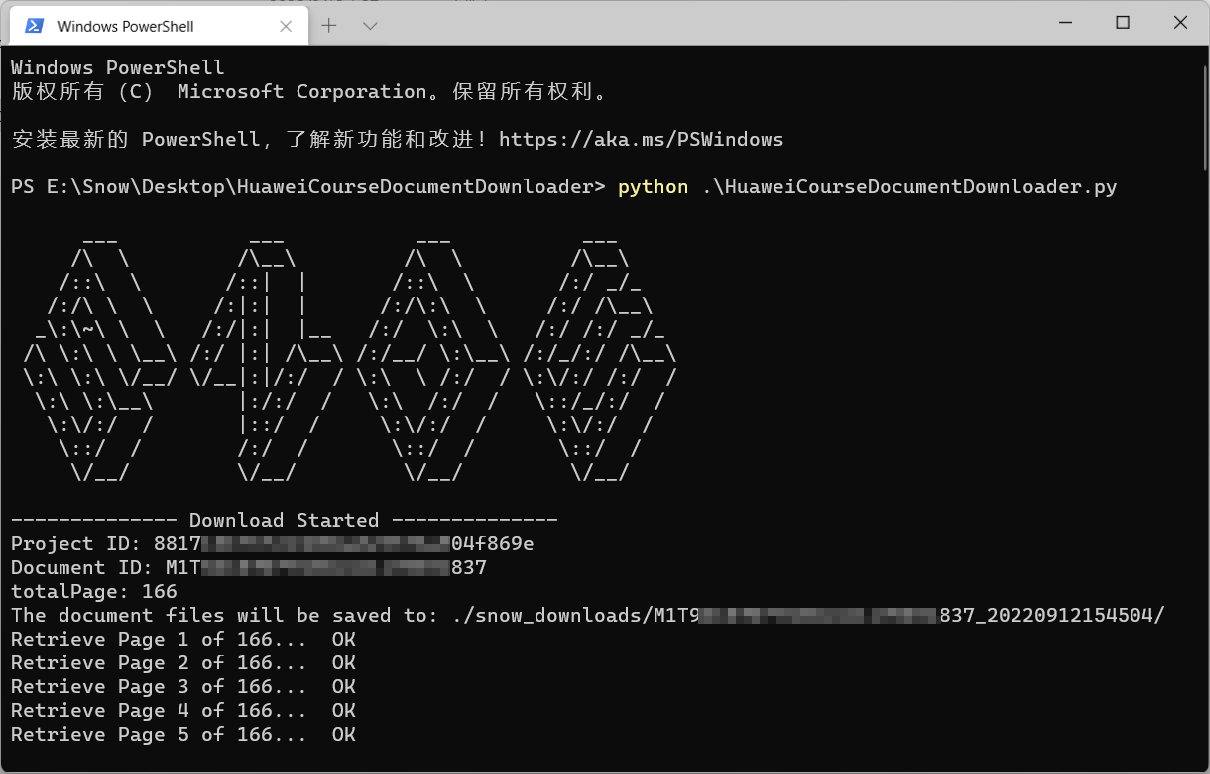 Windows PowerShell
Windows PowerShell
版权所有 (C) Microsoft Corporation。保留所有权利。
安装最新的 PowerShell，了解新功能和改进！https://aka.ms/PSWindows
PS E:\Snow\Desktop\HuaweiCourseDocumentDownloader> python .\HuaweiCourseDocumentDownloader.py
-------------- Download Started --------------
Project ID: 8817 04f869e
Document ID: M1T 837
totalPage: 166
The document files will be saved to: ./snow_downloads/M1T9 837_20220912154504/
Retrieve Page 1 of 166... OK
Retrieve Page 2 of 166... OK
Retrieve Page 3 of 166... OK
Retrieve Page 4 of 166... OK
Retrieve Page 5 of 166... OK